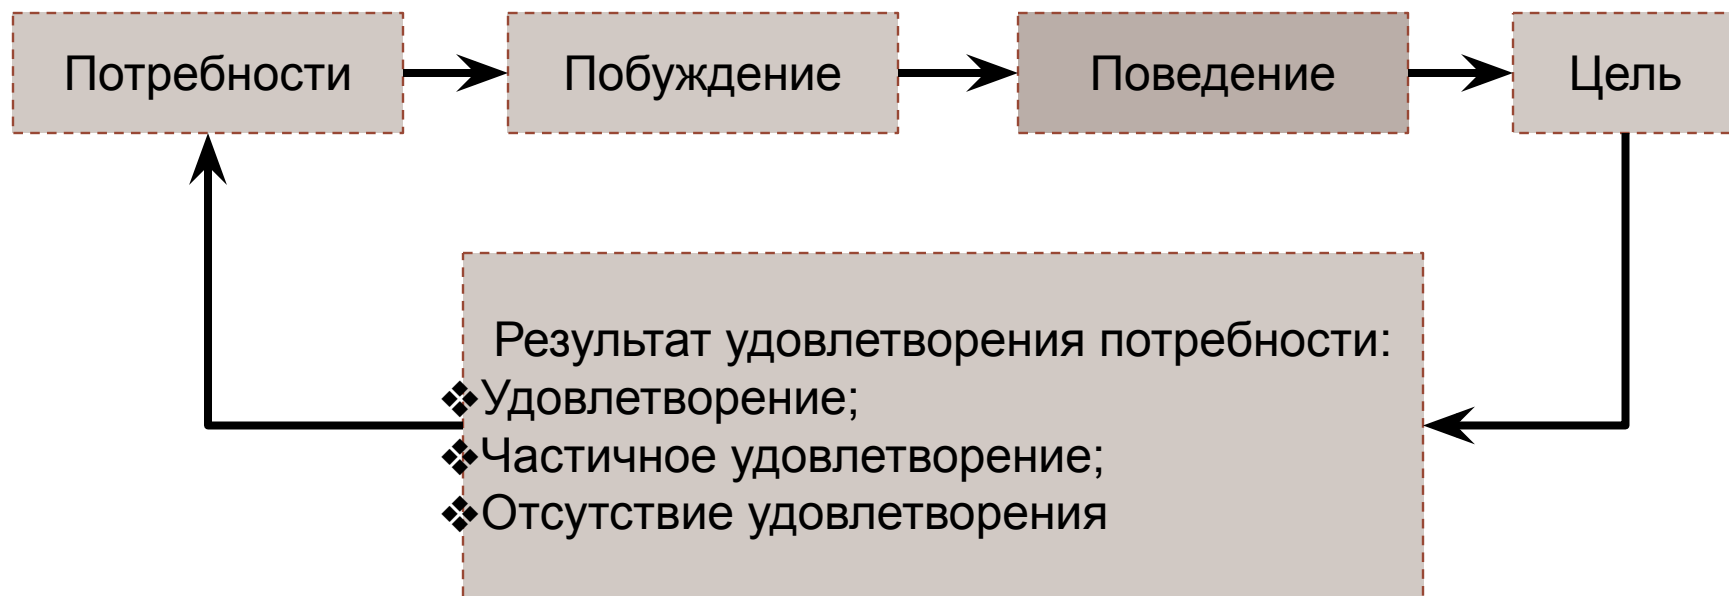 Потребности
Побуждение
Поведение
Цель
Результат удовлетворения потребности:
❖Удовлетворение;
❖Частичное удовлетворение;
❖Отсутствие удовлетворения